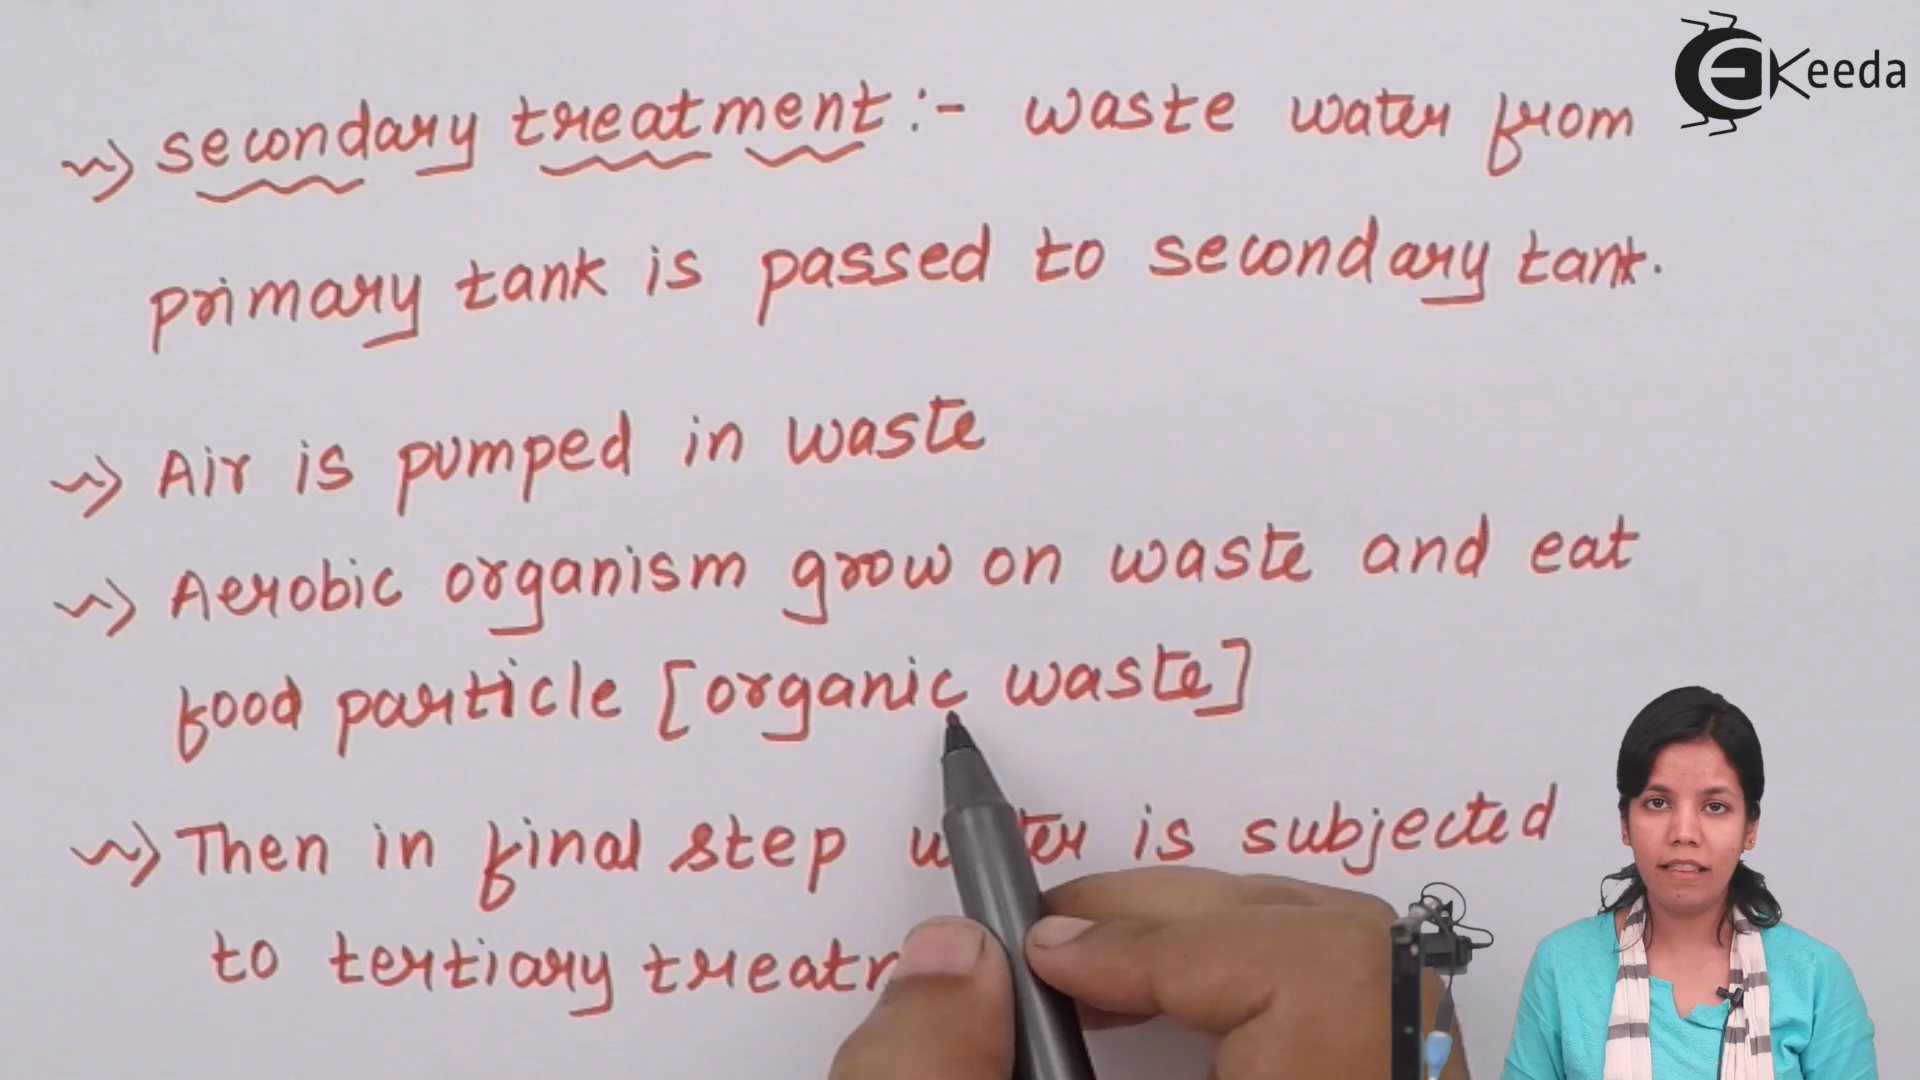 EKeeda
~> secondary treatment :- waste water from
primary tank is passed to secondary tank.
~> Air is pumped in waste
~> Aerobic organism grow on waste and eat
food particle [organic waste]
~> Then in final step water is subjected
to tertiary